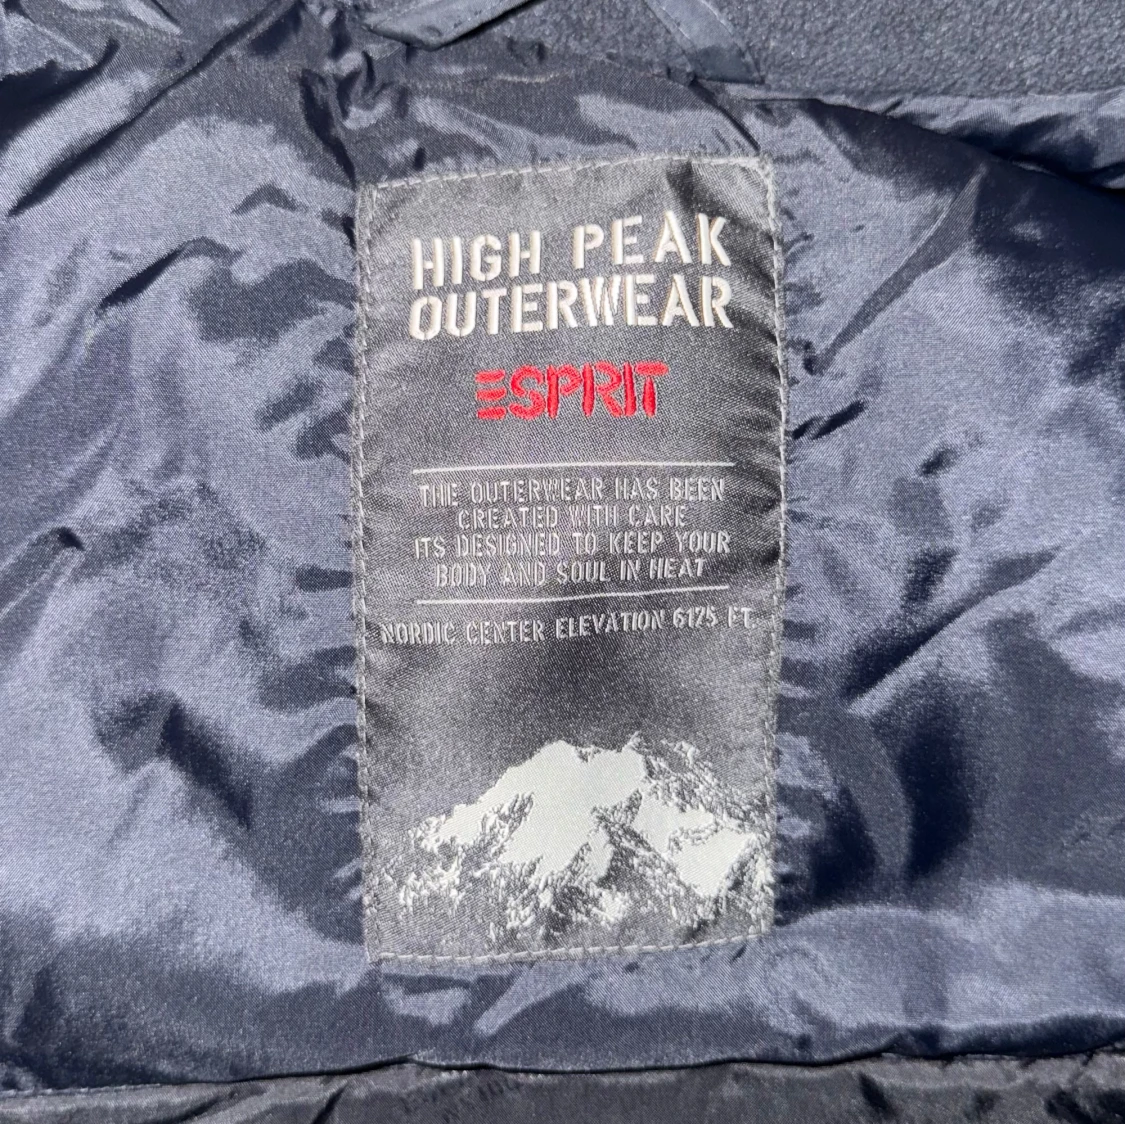 HIGH PEAK
OUTERWEAR
ESPRIT
THE OUTERWEAR HAS BEEN
CREATED WITH CARE
ITS DESIGNED TO KEEP YOUR
BODY AND SOUL IN HEAT
NORDIC CENTER ELEVATION 6175 FT.